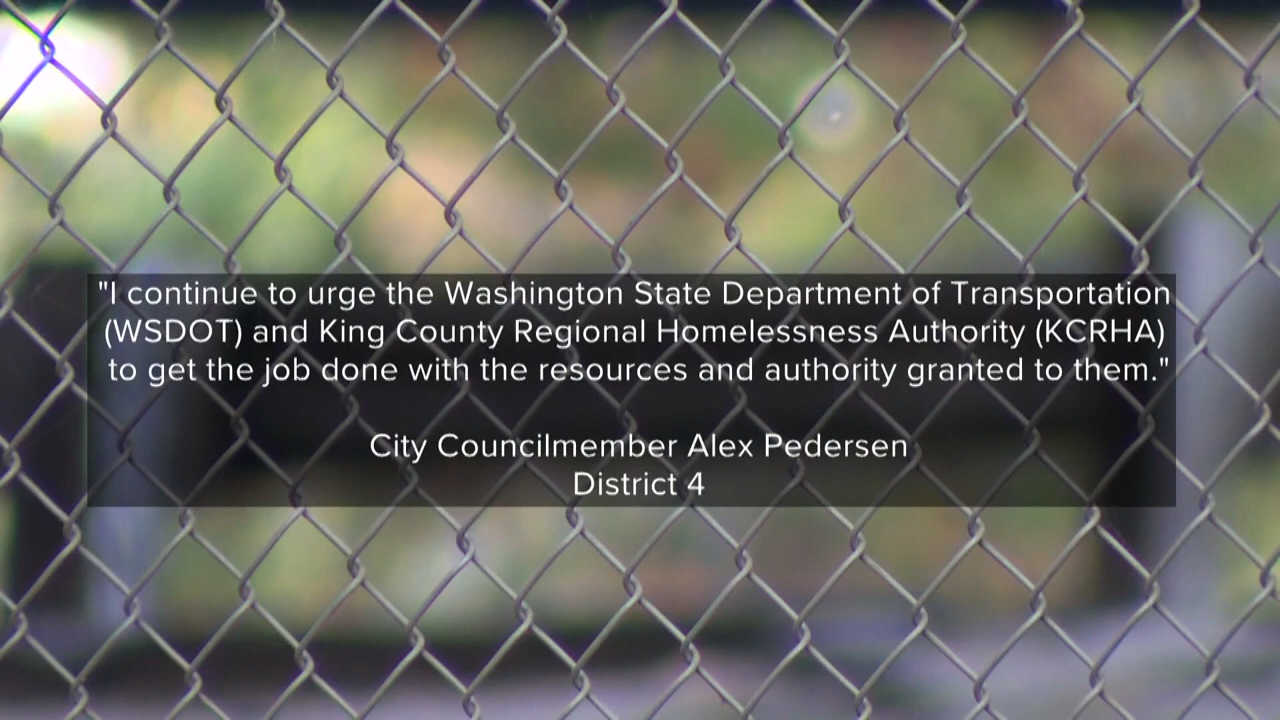 "I continue to urge the Washington State Department of Transportation
(WSDOT) and King County Regional Homelessness Authority (KCRHA)
to get the job done with the resources and authority granted to them."
City Councilmember Alex Pedersen
District 4